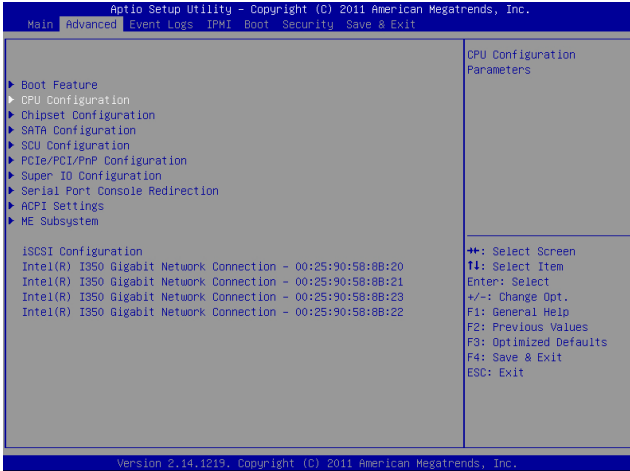 Aptio Setup Utility – Copyright (C) 2011 American Megatrends, Inc.
Main Advanced Event Logs IPMI Boot Security Save & Exit
CPU Configuration
Parameters
▶ Boot Feature
▶ CPU Configuration
▶ Chipset Configuration
▶ SATA Configuration
▶ SCU Configuration
▶ PCIe/PCI/PnP Configuration
▶ Super IO Configuration
▶ Serial Port Console Redirection
▶ ACPI Settings
▶ ME Subsystem
iSCSI Configuration
Intel(R) I350 Gigabit Network Connection – 00:25:90:58:8B:20
Intel(R) I350 Gigabit Network Connection – 00:25:90:58:8B:21
Intel(R) I350 Gigabit Network Connection – 00:25:90:58:8B:23
Intel(R) I350 Gigabit Network Connection – 00:25:90:58:8B:22
→←: Select Screen
↑↓: Select Item
Enter: Select
+/-: Change Opt.
F1: General Help
F2: Previous Values
F3: Optimized Defaults
F4: Save & Exit
ESC: Exit
Version 2.14.1219. Copyright (C) 2011 American Megatrends, Inc.